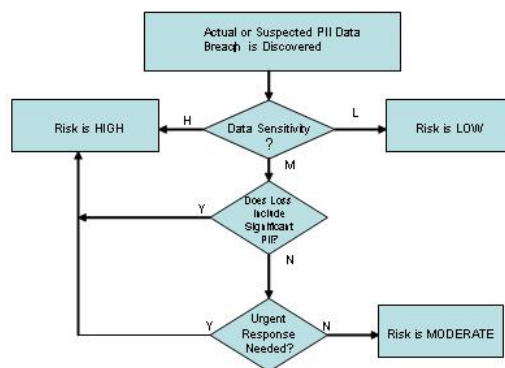 Actual or Suspected PII Data
Breach is Discovered
H
L
Risk is HIGH
Data Sensitivity
?
Risk is LOW
M
Does Loss
Include
Significant
PII?
Y
N
Urgent
Response
Needed?
Y
N
Risk is MODERATE